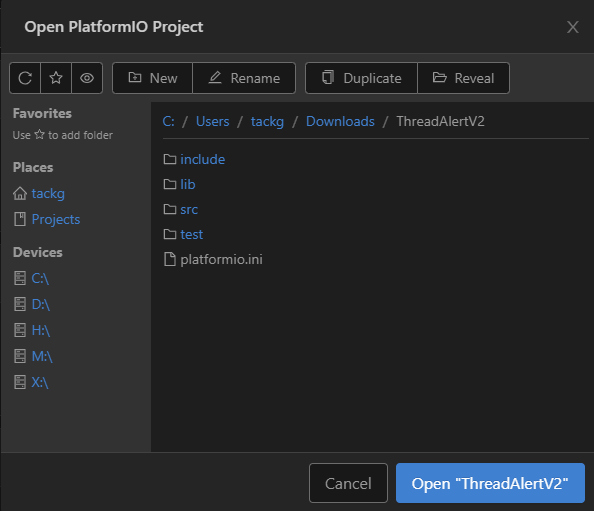 Open PlatformIO Project
New Rename Duplicate Reveal
Favorites
Use to add folder
Places
tackg
Projects
Devices
C:\
D:\
H:\
M:\
X:\
C: / Users / tackg / Downloads / ThreadAlertV2
include
lib
src
test
platformio.ini
Cancel Open "ThreadAlertV2"